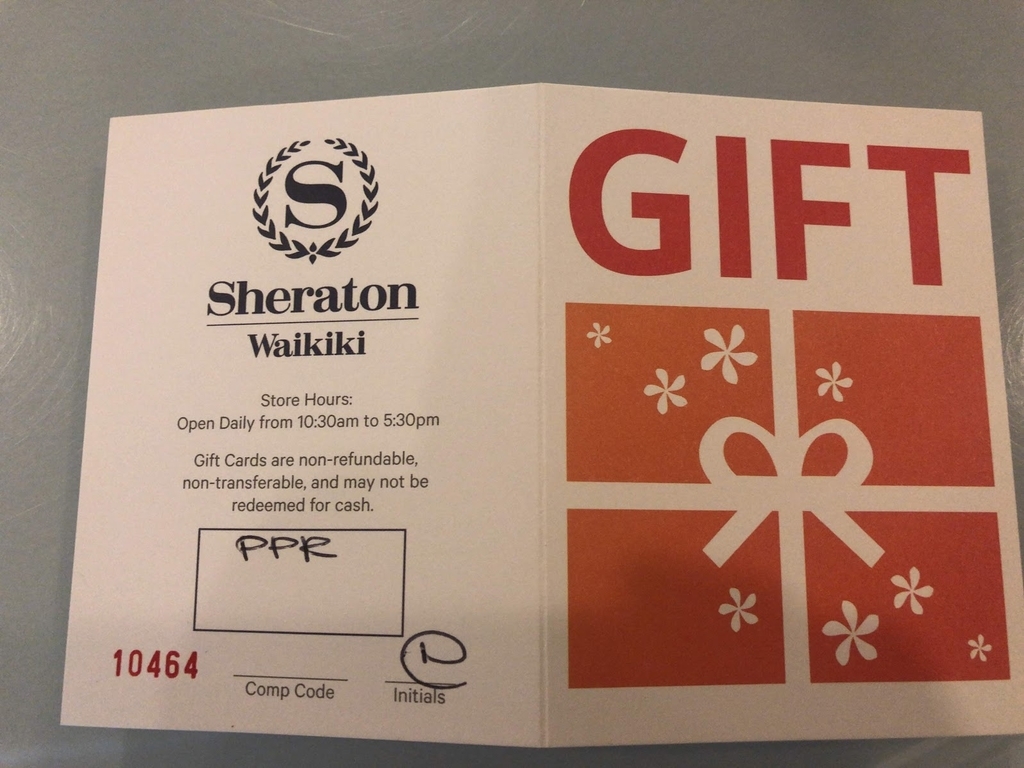 S
Sheraton
Waikiki
Store Hours:
Open Daily from 10:30am to 5:30pm
Gift Cards are non-refundable,
non-transferable, and may not be
redeemed for cash.
PPR
10464
Comp Code
Initials
GIFT